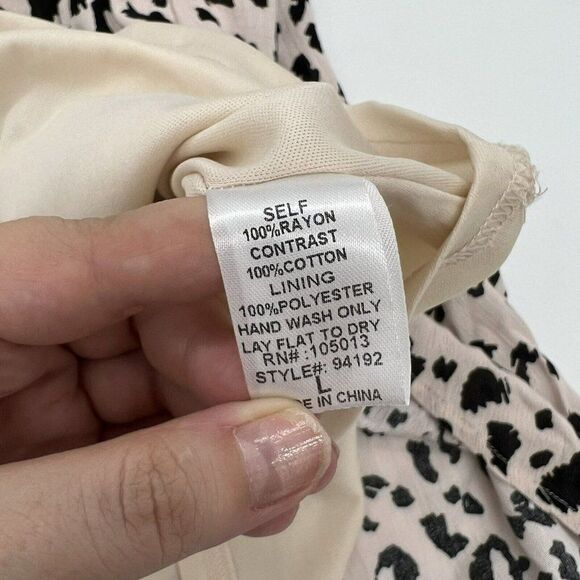 SELF
100%RAYON
CONTRAST
100%COTTON
LINING
100%POLYESTER
HAND WASH ONLY
LAY FLAT TO DRY
RN#:105013
STYLE#: 94192
L
IN CHINA